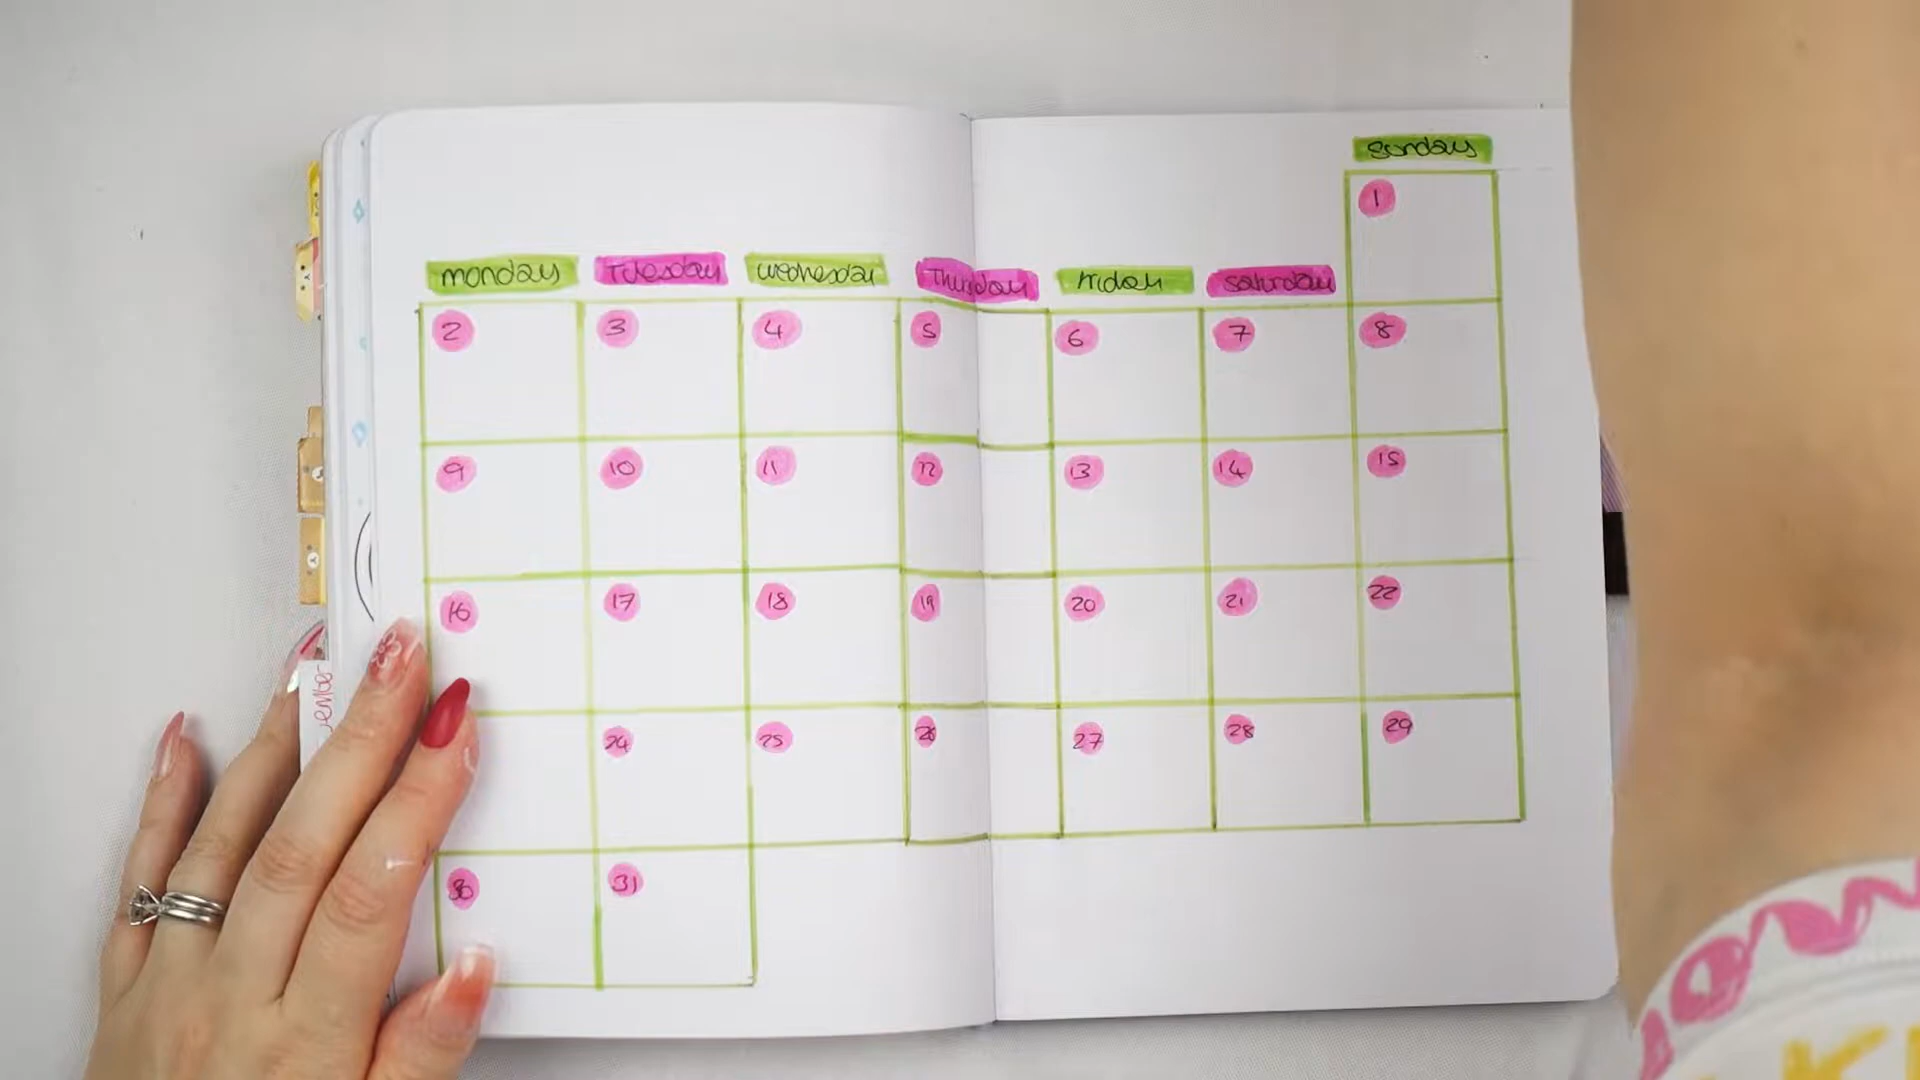 sunday
1
monday Tuesday wednesday Thursday friday saturday
2 3 4 5 6 7 8
9 10 11 12 13 14 15
16 17 18 19 20 21 22
24 25 26 27 28 29
30 31